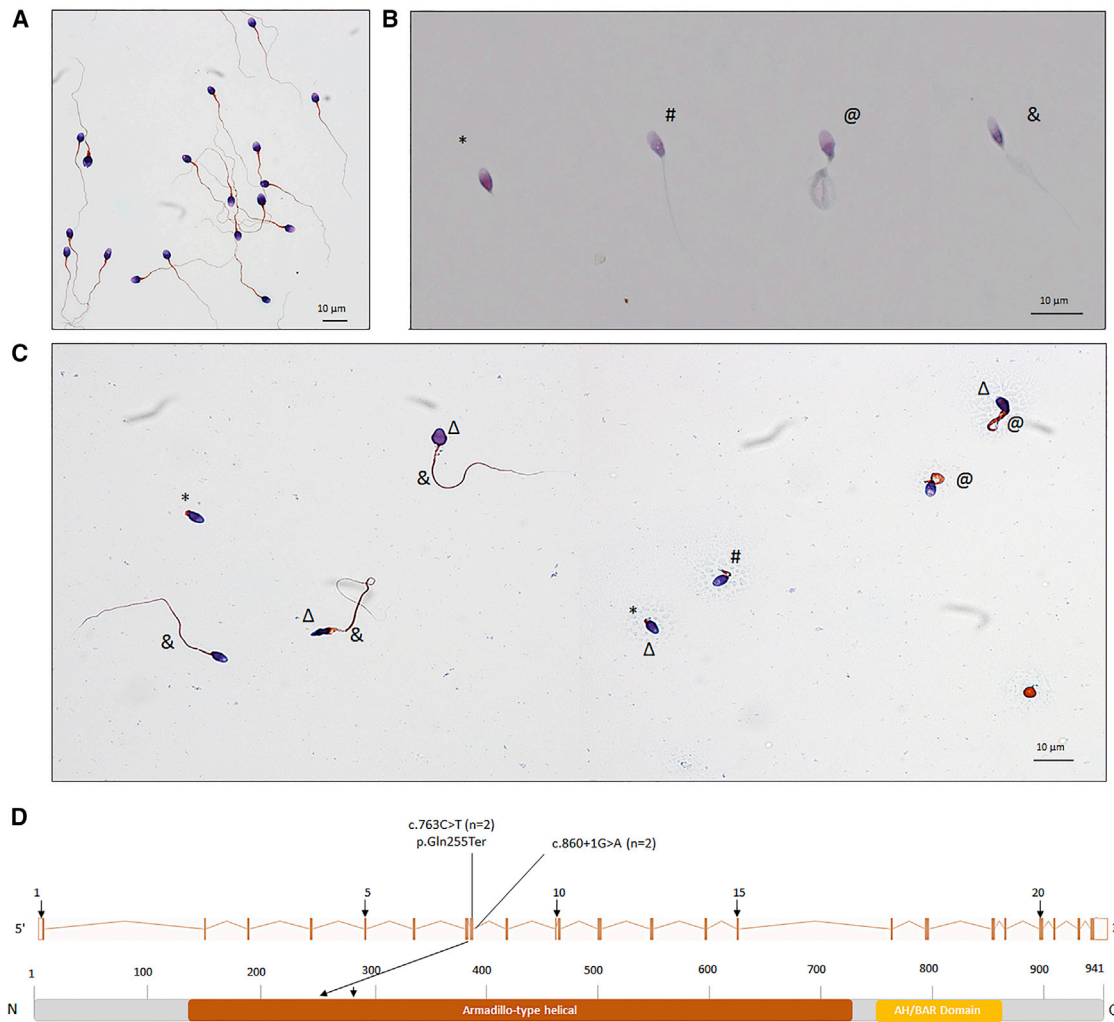 A
B
10 µm
*
#
@
&
10 µm
C
Δ
&
*
&
Δ
&
Δ
@
@
#
*
Δ
10 µm
D
c.763C>T (n=2)
p.Gln255Ter
c.860+1G>A (n=2)
1 5 10 15 20
5'
1 100 200 300 400 500 600 700 800 900 941
N Armadillo-type helical AH/BAR Domain